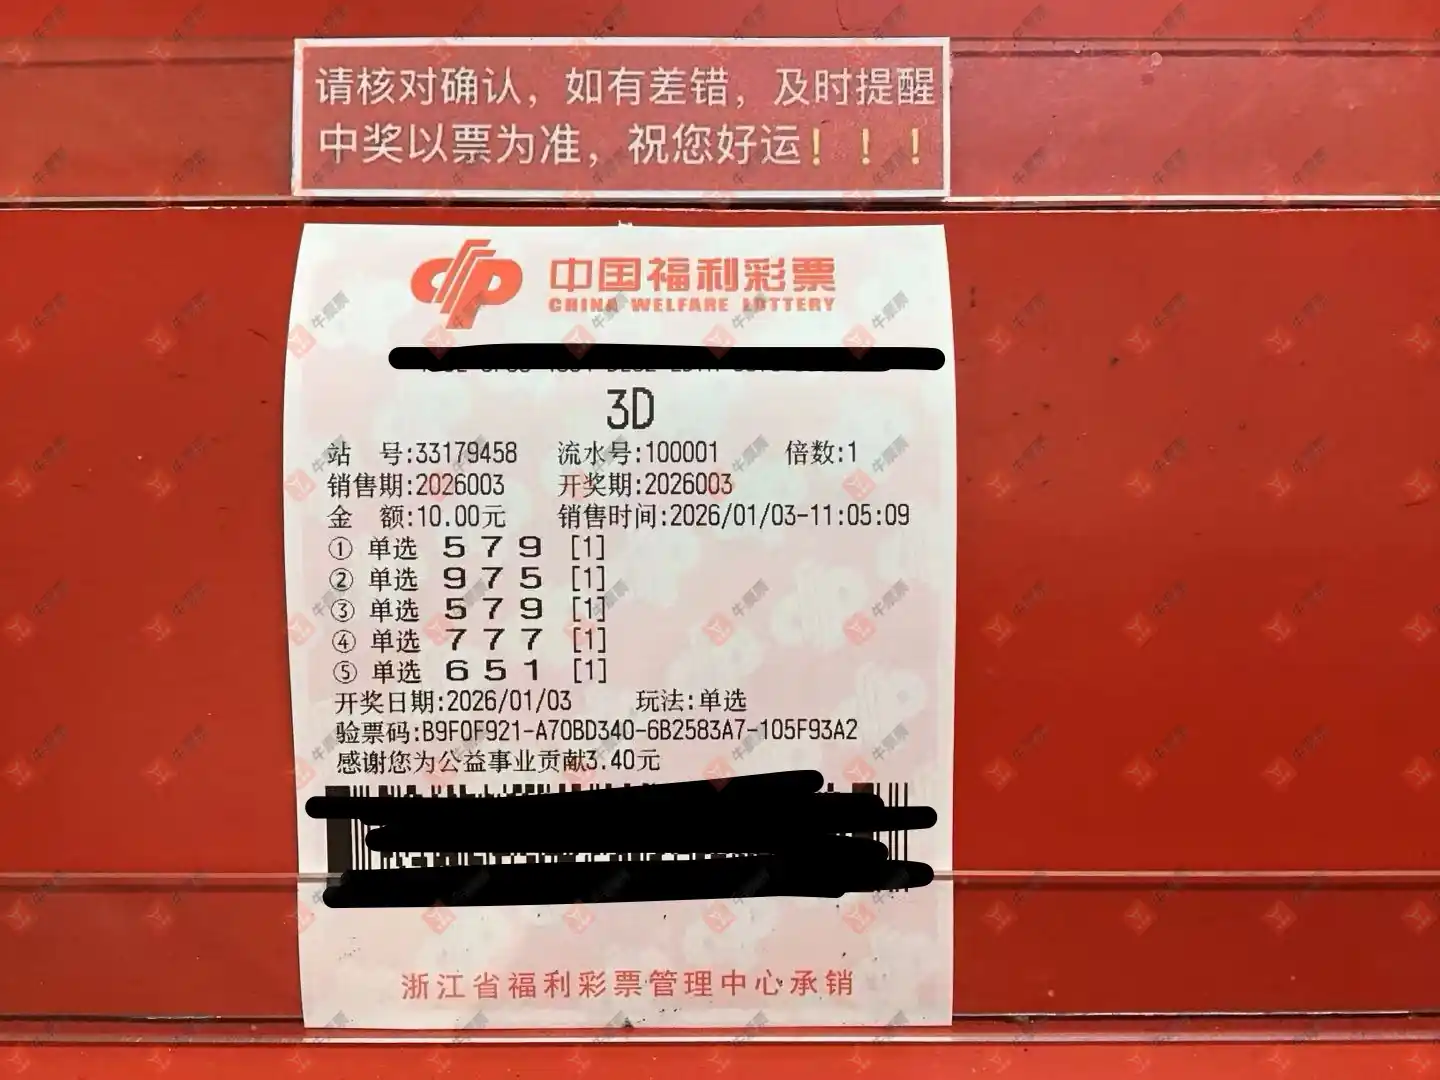 请核对确认，如有差错，及时提醒
中奖以票为准，祝您好运！！！
中国福利彩票
CHINA WELFARE LOTTERY
3D
站 号:33179458 流水号:100001 倍数:1
销售期:2026003 开奖期:2026003
金 额:10.00元 销售时间:2026/01/03-11:05:09
① 单选 5 7 9 [1]
② 单选 9 7 5 [1]
③ 单选 5 7 9 [1]
④ 单选 7 7 7 [1]
⑤ 单选 6 5 1 [1]
开奖日期:2026/01/03 玩法:单选
验票码:B9F0F921-A70BD340-6B2583A7-105F93A2
感谢您为公益事业贡献3.40元
浙江省福利彩票管理中心承销